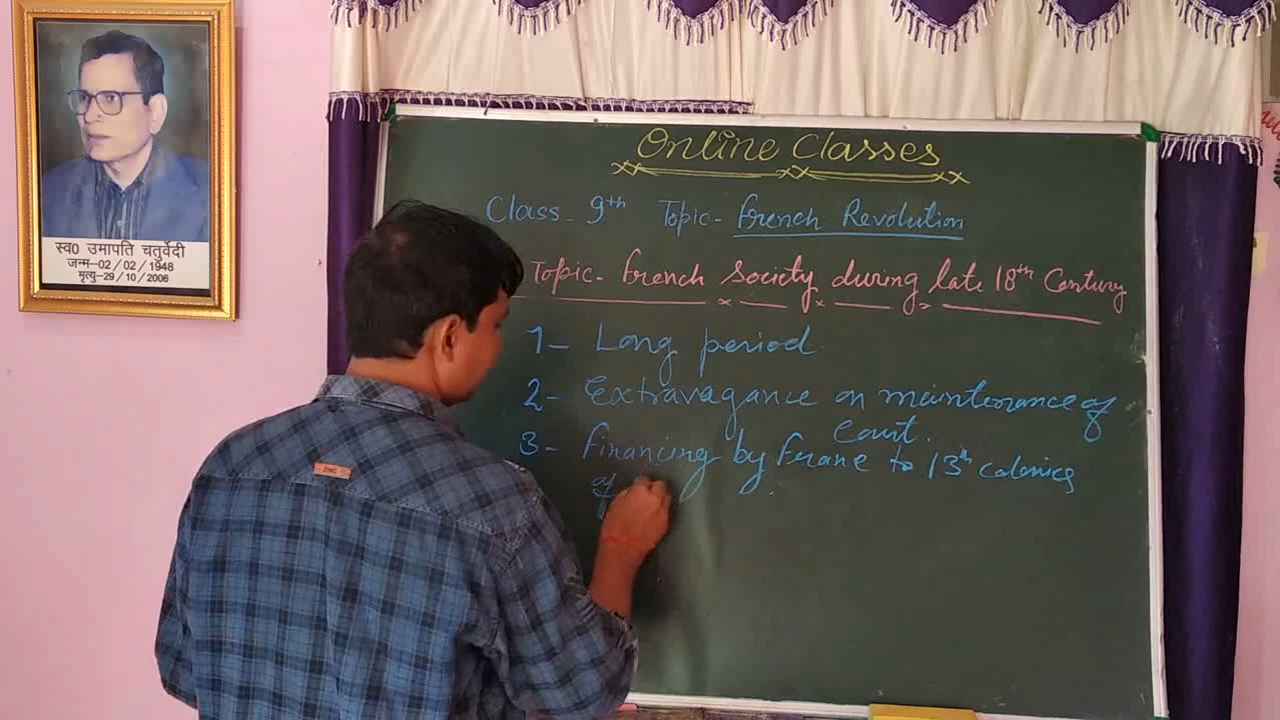 स्व0 उमापति चतुर्वेदी
जन्म–02/02/1948
मृत्यु–29/10/2006
Online Classes
Class - 9th Topic - French Revolution
Topic - French Society during late 18th Century
1- Long period
2- Extravagance on maintenance of
Court.
3- Financing by France to 13th colonies
of